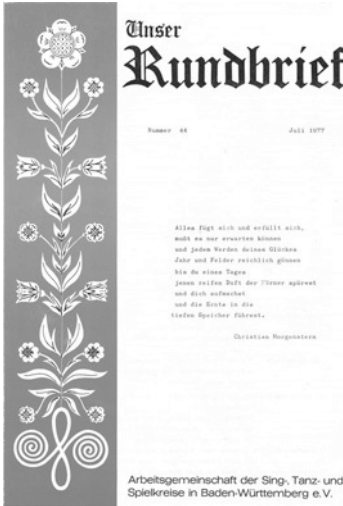 Unser
Rundbrief
Nummer 44 Juli 1977
Alles fügt sich und erfüllt sich,
mußt es nur erwarten können
und jedem Werden deines Glückes
Jahr und Felder reichlich gönnen
bis du eines Tages
jenen reifen Duft der Körner spürest
und dich aufmachst
und die Ernte in die
tiefen Speicher führest.
Christian Morgenstern
Arbeitsgemeinschaft der Sing-, Tanz- und
Spielkreise in Baden-Württemberg e.V.